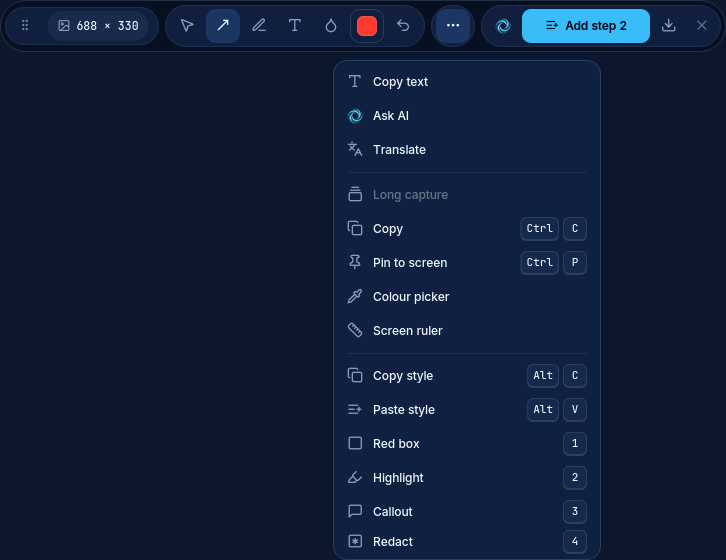 688 × 330
Add step 2
Copy text
Ask AI
Translate
Long capture
Copy Ctrl C
Pin to screen Ctrl P
Colour picker
Screen ruler
Copy style Alt C
Paste style Alt V
Red box 1
Highlight 2
Callout 3
Redact 4